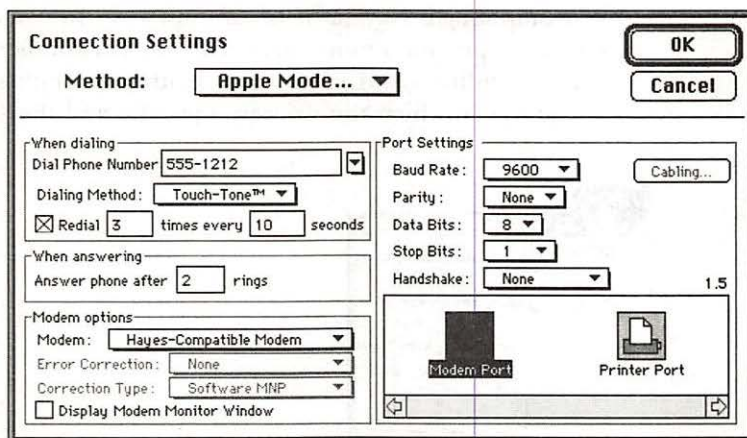 Connection Settings
OK
Method: Apple Mode...
Cancel
When dialing
Dial Phone Number 555-1212
Dialing Method: Touch-Tone™
Redial 3 times every 10 seconds
When answering
Answer phone after 2 rings
Modem options
Modem: Hayes-Compatible Modem
Error Correction: None
Correction Type: Software MNP
Display Modem Monitor Window
Port Settings
Baud Rate: 9600
Cabling...
Parity: None
Data Bits: 8
Stop Bits: 1
Handshake: None
1.5
Modem Port
Printer Port